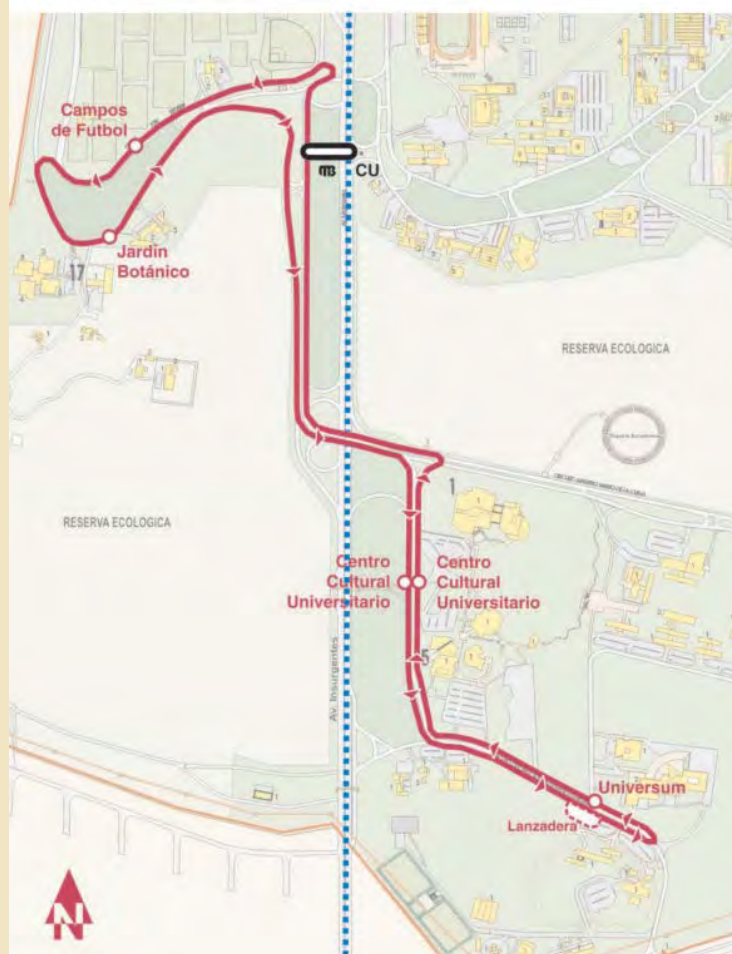 Campos
de Futbol
CU
Jardín
Botánico
17
RESERVA ECOLOGICA
1
RESERVA ECOLOGICA
Centro
Cultural
Universitario
Centro
Cultural
Universitario
5
Av. Insurgentes
Universum
Lanzadera
N